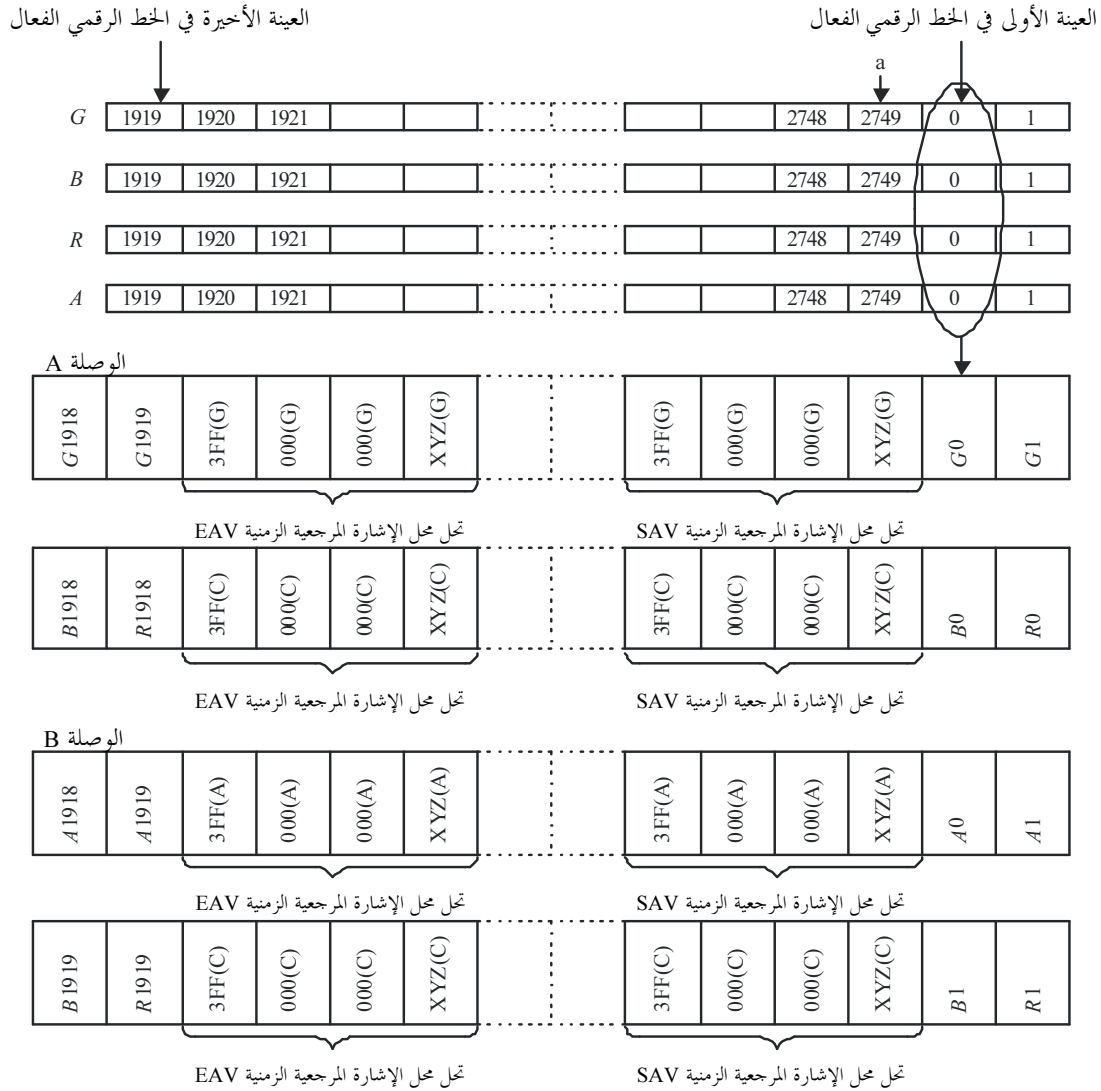 العينة الأخيرة في الخط الرقمي الفعال
العينة الأولى في الخط الرقمي الفعال
a
G 1919 1920 1921 2748 2749 0 1
B 1919 1920 1921 2748 2749 0 1
R 1919 1920 1921 2748 2749 0 1
A 1919 1920 1921 2748 2749 0 1
الوصلة A
G1918 G1919 3FF(G) 000(G) 000(G) XYZ(G) 3FF(G) 000(G) 000(G) XYZ(G) G0 G1
تحل محل الإشارة المرجعية الزمنية EAV
تحل محل الإشارة المرجعية الزمنية SAV
B1918 R1918 3FF(C) 000(C) 000(C) XYZ(C) 3FF(C) 000(C) 000(C) XYZ(C) B0 R0
تحل محل الإشارة المرجعية الزمنية EAV
تحل محل الإشارة المرجعية الزمنية SAV
الوصلة B
A1918 A1919 3FF(A) 000(A) 000(A) XYZ(A) 3FF(A) 000(A) 000(A) XYZ(A) A0 A1
تحل محل الإشارة المرجعية الزمنية EAV
تحل محل الإشارة المرجعية الزمنية SAV
B1919 R1919 3FF(C) 000(C) 000(C) XYZ(C) 3FF(C) 000(C) 000(C) XYZ(C) B1 R1
تحل محل الإشارة المرجعية الزمنية EAV
تحل محل الإشارة المرجعية الزمنية SAV